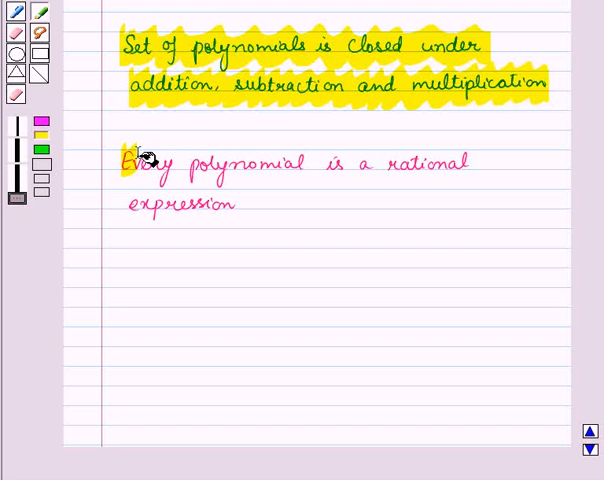 Set of polynomials is closed under
addition, subtraction and multiplication
Every polynomial is a rational
expression